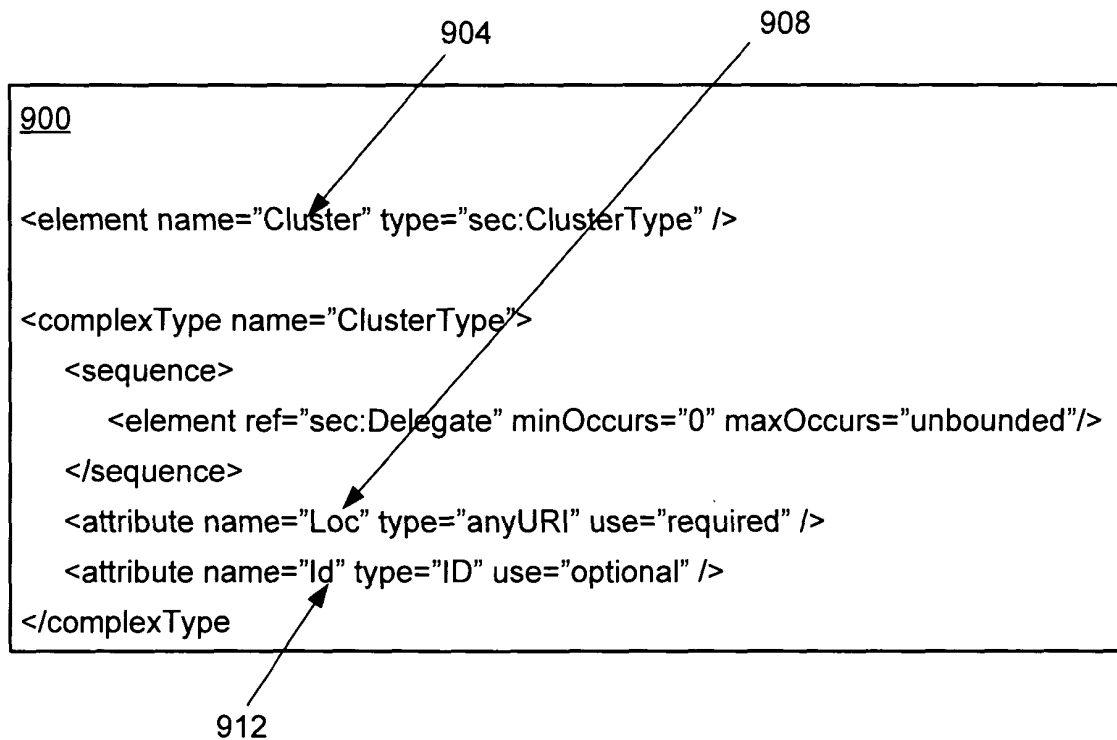 904
908
900
<element name=”Cluster” type=”sec:ClusterType” />
<complexType name=”ClusterType”>
<sequence>
<element ref=”sec:Delegate” minOccurs=”0” maxOccurs=”unbounded”/>
</sequence>
<attribute name=”Loc” type=”anyURI” use=”required” />
<attribute name=”Id” type=”ID” use=”optional” />
</complexType
912